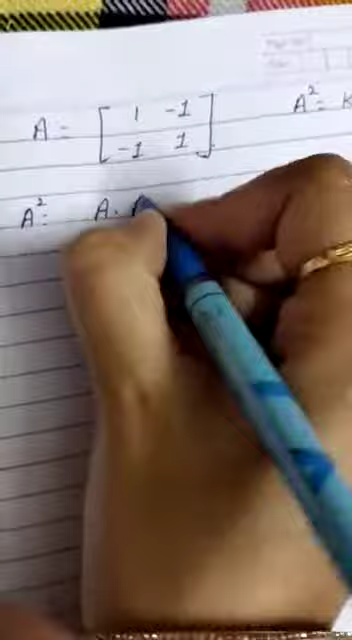 A = [ 1 -1 ] A² = K
[ -1 1 ]
A² = A.